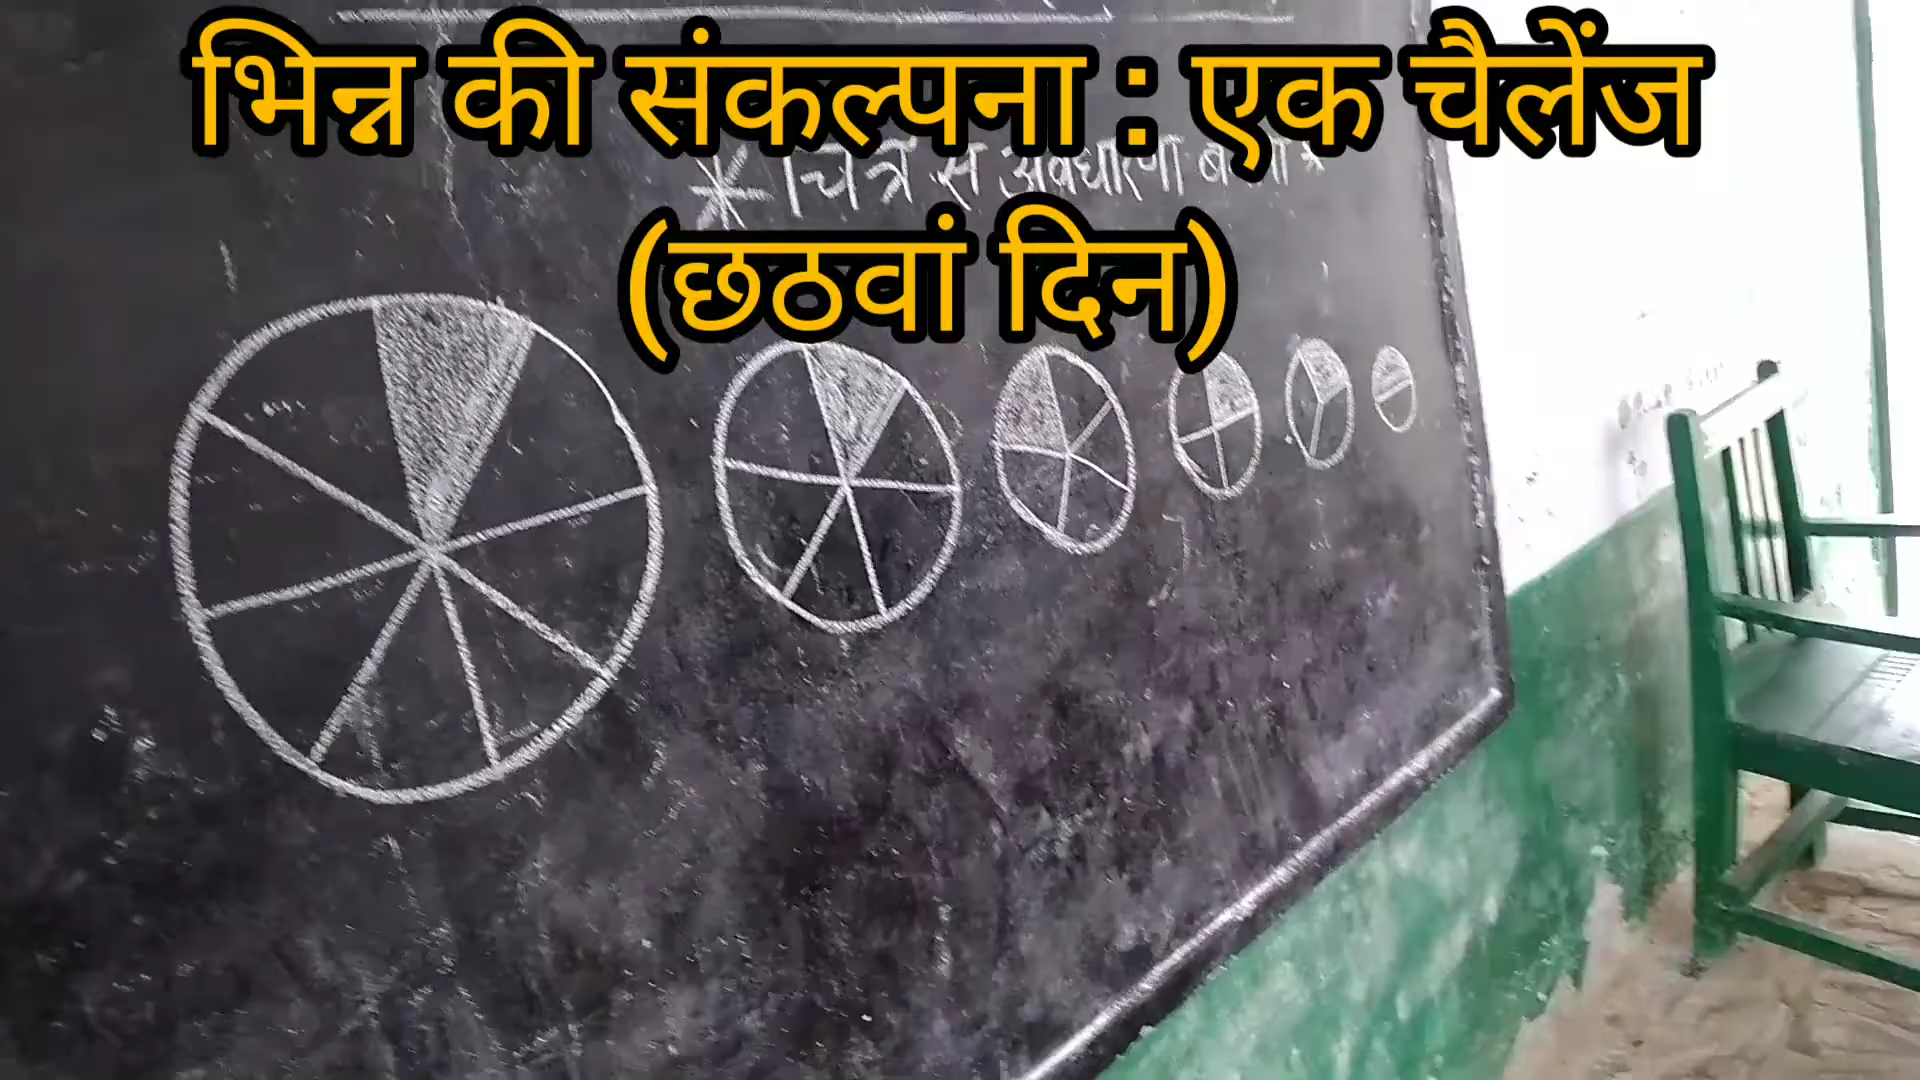 भिन्न की संकल्पना : एक चैलेंज
* चित्र से अवधारणा
(छठवां दिन)